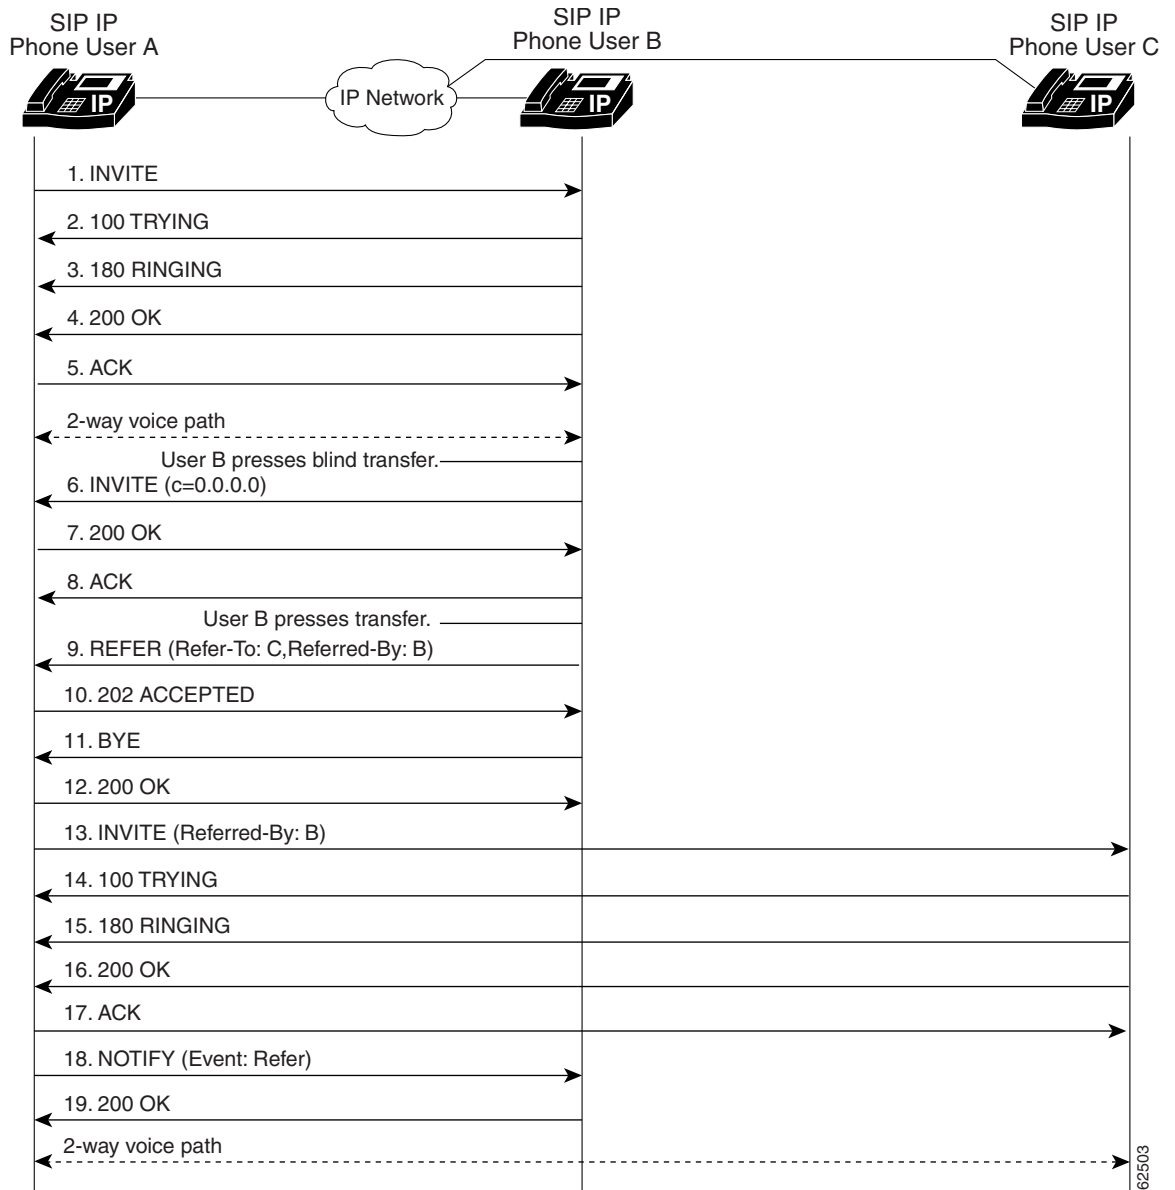 SIP IP
Phone User A
SIP IP
Phone User B
SIP IP
Phone User C
IP
IP Network
IP
IP
1. INVITE
2. 100 TRYING
3. 180 RINGING
4. 200 OK
5. ACK
2-way voice path
User B presses blind transfer.
6. INVITE (c=0.0.0.0)
7. 200 OK
8. ACK
User B presses transfer.
9. REFER (Refer-To: C,Referred-By: B)
10. 202 ACCEPTED
11. BYE
12. 200 OK
13. INVITE (Referred-By: B)
14. 100 TRYING
15. 180 RINGING
16. 200 OK
17. ACK
18. NOTIFY (Event: Refer)
19. 200 OK
2-way voice path
62503